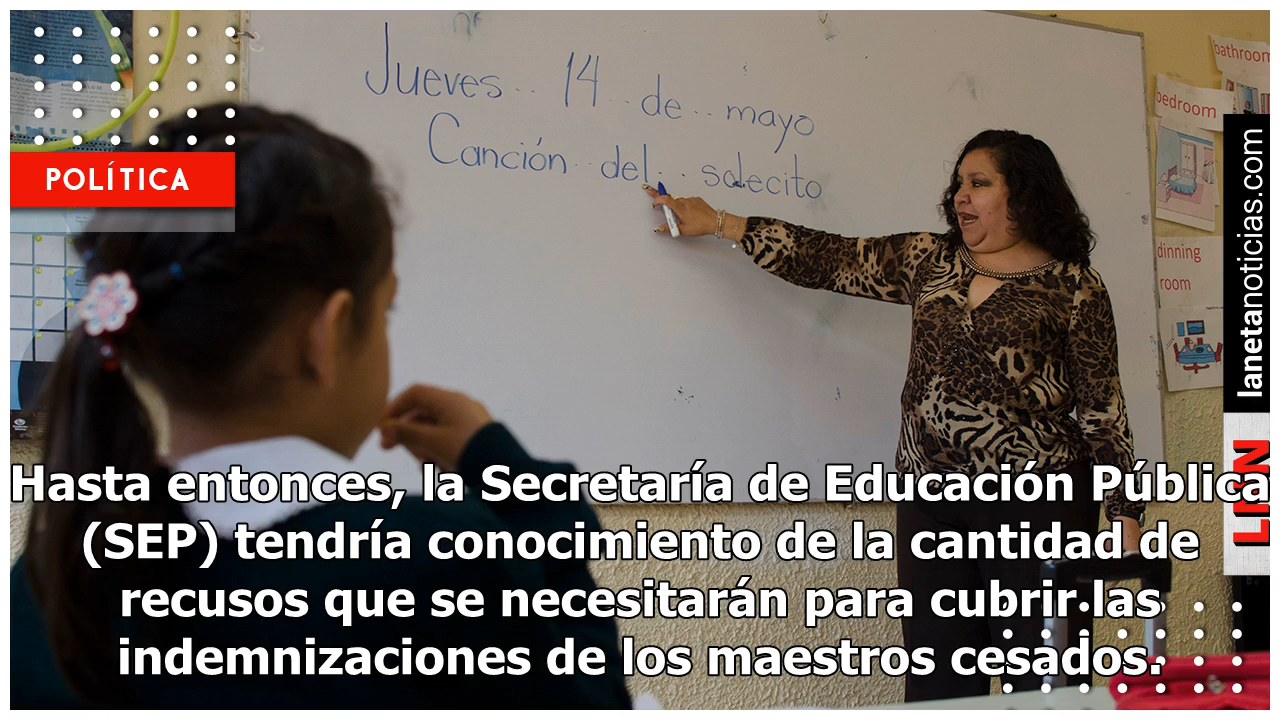 Jueves 14 de mayo
Canción del solecito
bathroom
bedroom
dinning
room
POLÍTICA
lanetanoticias.com
LNN
Hasta entonces, la Secretaría de Educación Pública
(SEP) tendría conocimiento de la cantidad de
recusos que se necesitarán para cubrir las
indemnizaciones de los maestros cesados.